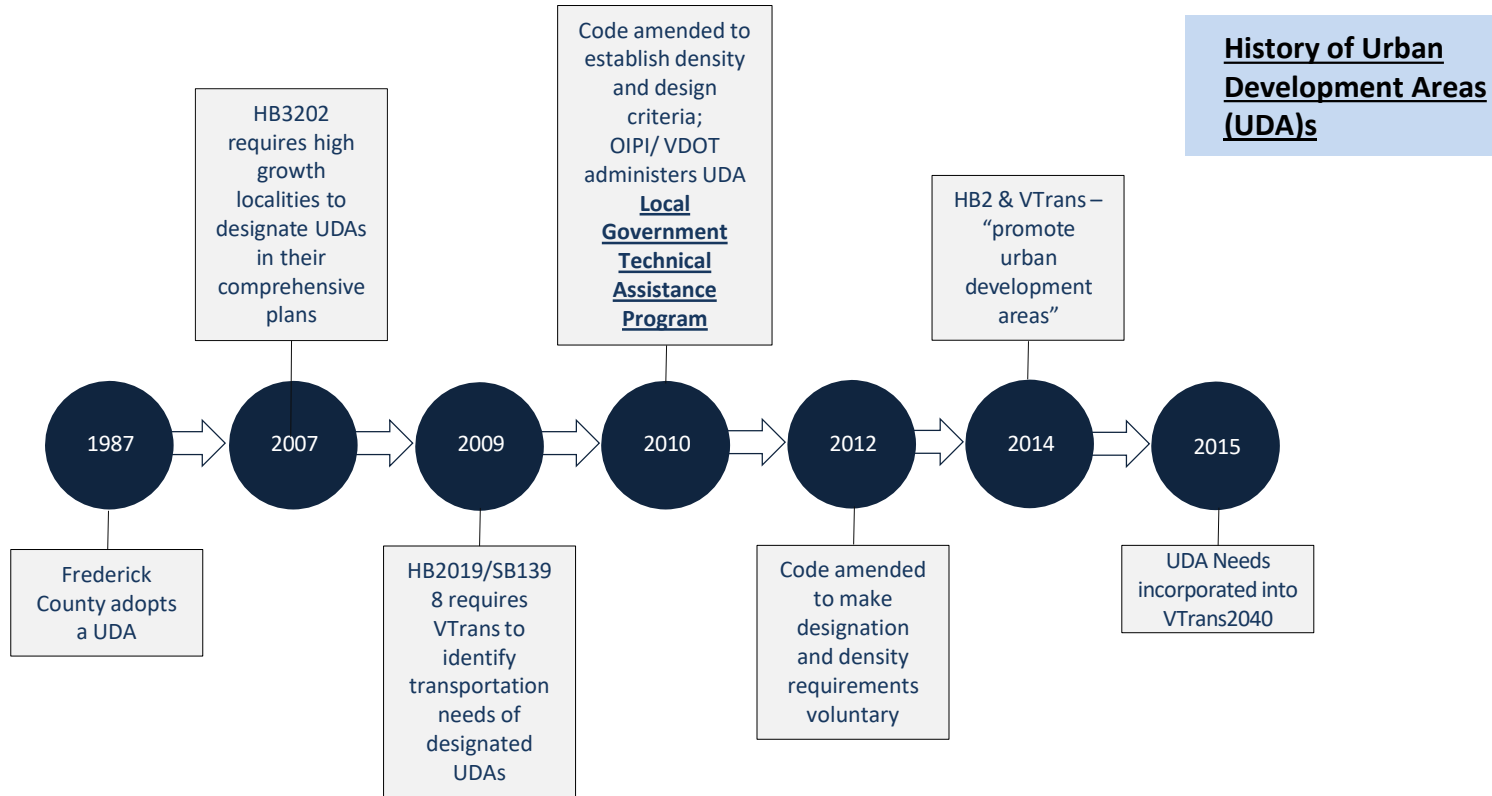 History of Urban
Development Areas
(UDA)s
Code amended to
establish density
and design
criteria;
OIPI/ VDOT
administers UDA
Local
Government
Technical
Assistance
Program
HB3202
requires high
growth
localities to
designate UDAs
in their
comprehensive
plans
HB2 & VTrans –
“promote
urban
development
areas”
1987
2007
2009
2010
2012
2014
2015
Frederick
County adopts
a UDA
HB2019/SB139
8 requires
VTrans to
identify
transportation
needs of
designated
UDAs
Code amended
to make
designation
and density
requirements
voluntary
UDA Needs
incorporated into
VTrans2040